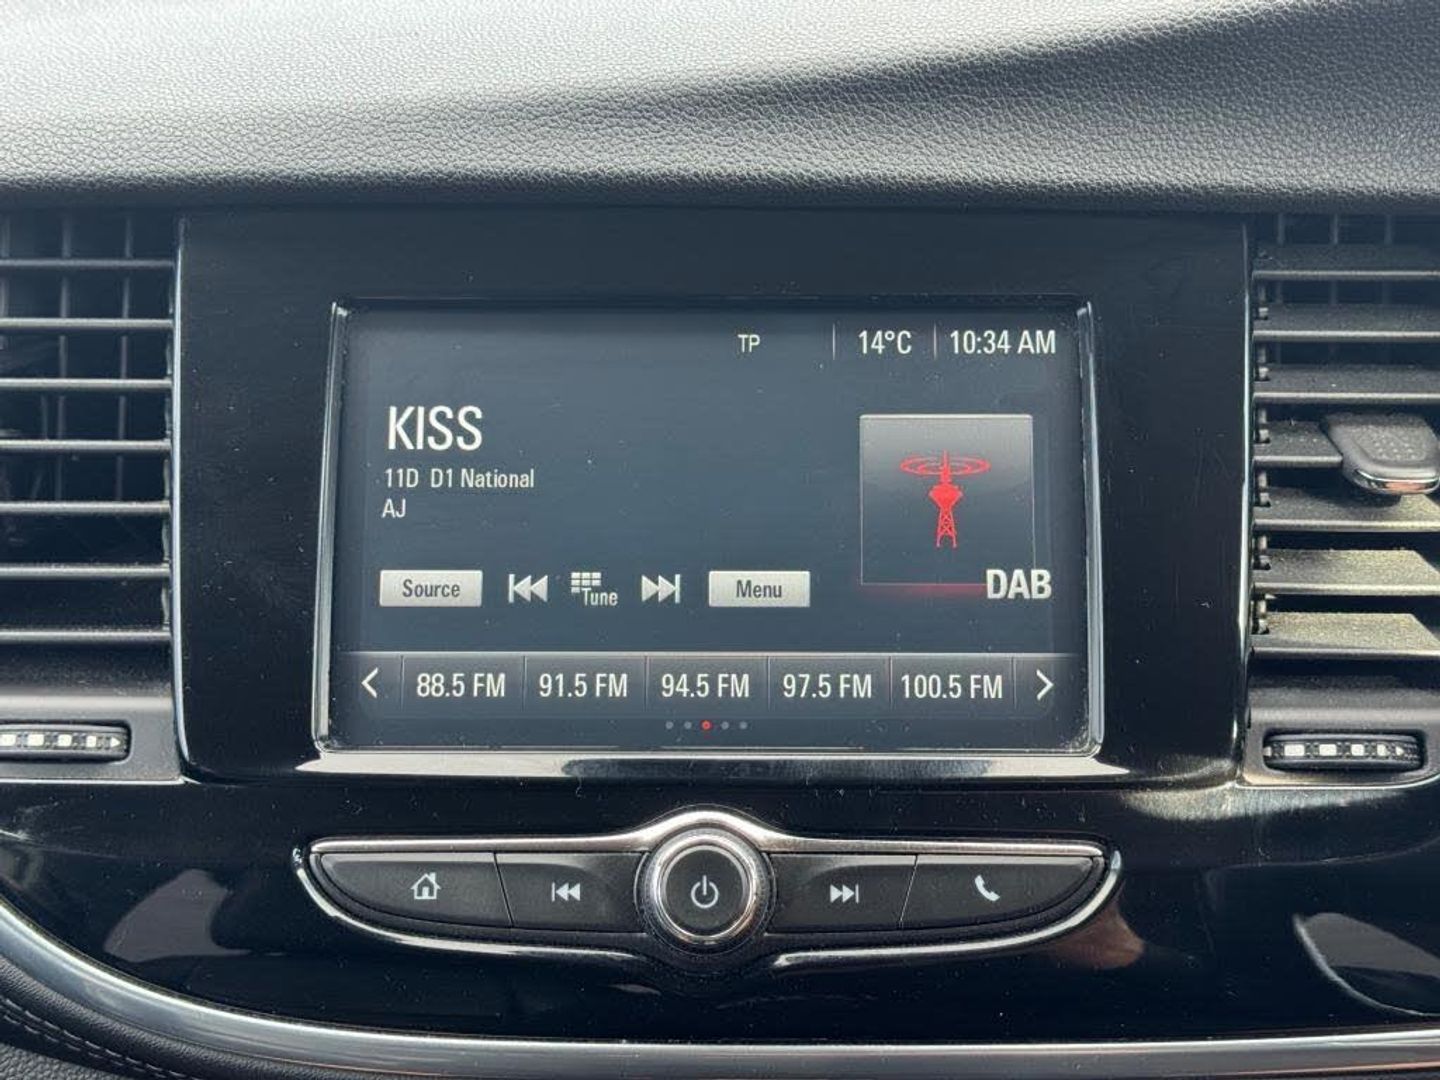 TP 14°C 10:34 AM
KISS
11D D1 National
AJ
Source Tune Menu
DAB
88.5 FM 91.5 FM 94.5 FM 97.5 FM 100.5 FM